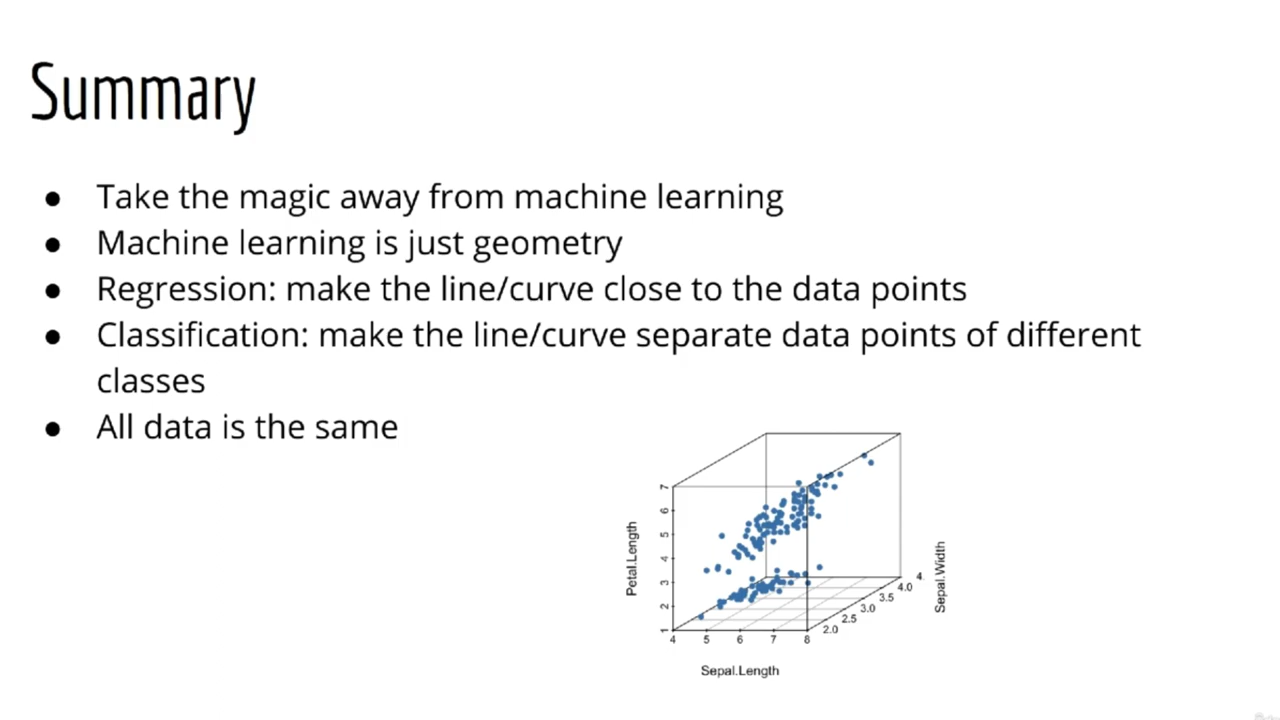 Summary
● Take the magic away from machine learning
● Machine learning is just geometry
● Regression: make the line/curve close to the data points
● Classification: make the line/curve separate data points of different
classes
● All data is the same
7
6
5
4
3
2
1
Petal.Length
4 5 6 7 8
Sepal.Length
2.0
2.5
3.0
3.5
4.0
4.
Sepal.Width